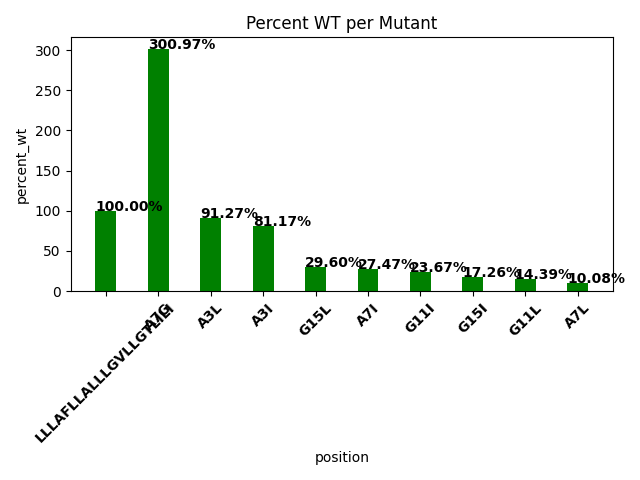 Percent WT per Mutant
percent_wt
300
250
200
150
100
50
0
100.00%
300.97%
91.27%
81.17%
29.60%
27.47%
23.67%
17.26%
14.39%
10.08%
A7G
A3L
A3I
G15L
A7I
G11I
G15I
G11L
A7L
position